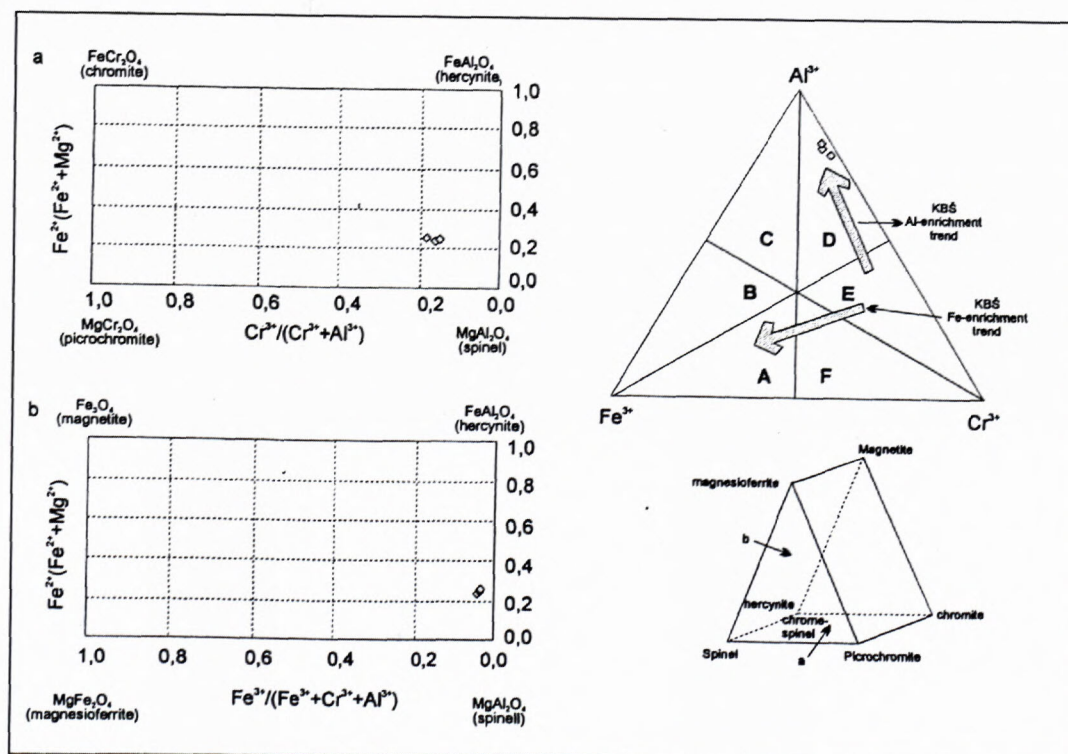 a
FeCr₂O₄
(chromite)
FeAl₂O₄
(hercynite,
1,0
0,8
0,6
0,4
0,2
0,0
Fe²⁺(Fe²⁺+Mg²⁺)
1,0 0,8 0,6 0,4 0,2 0,0
MgCr₂O₄
(picrochromite)
Cr³⁺/(Cr³⁺+Al³⁺)
MgAl₂O₄
(spinel)
b
Fe₃O₄
(magnetite)
FeAl₂O₄
(hercynite)
1,0
0,8
0,6
0,4
0,2
0,0
Fe²⁺(Fe²⁺+Mg²⁺)
1,0 0,8 0,6 0,4 0,2 0,0
MgFe₂O₄
(magnesioferrite)
Fe³⁺/(Fe³⁺+Cr³⁺+Al³⁺)
MgAl₂O₄
(spinell)
Al³⁺
KBŠ
Al-enrichment
trend
C D
B E
KBŠ
Fe-enrichment
trend
A F
Fe³⁺
Cr³⁺
Magnetite
magnesioferrite
b
hercynite
chrome-
spinel
chromite
Spinel
a
Picrochromite